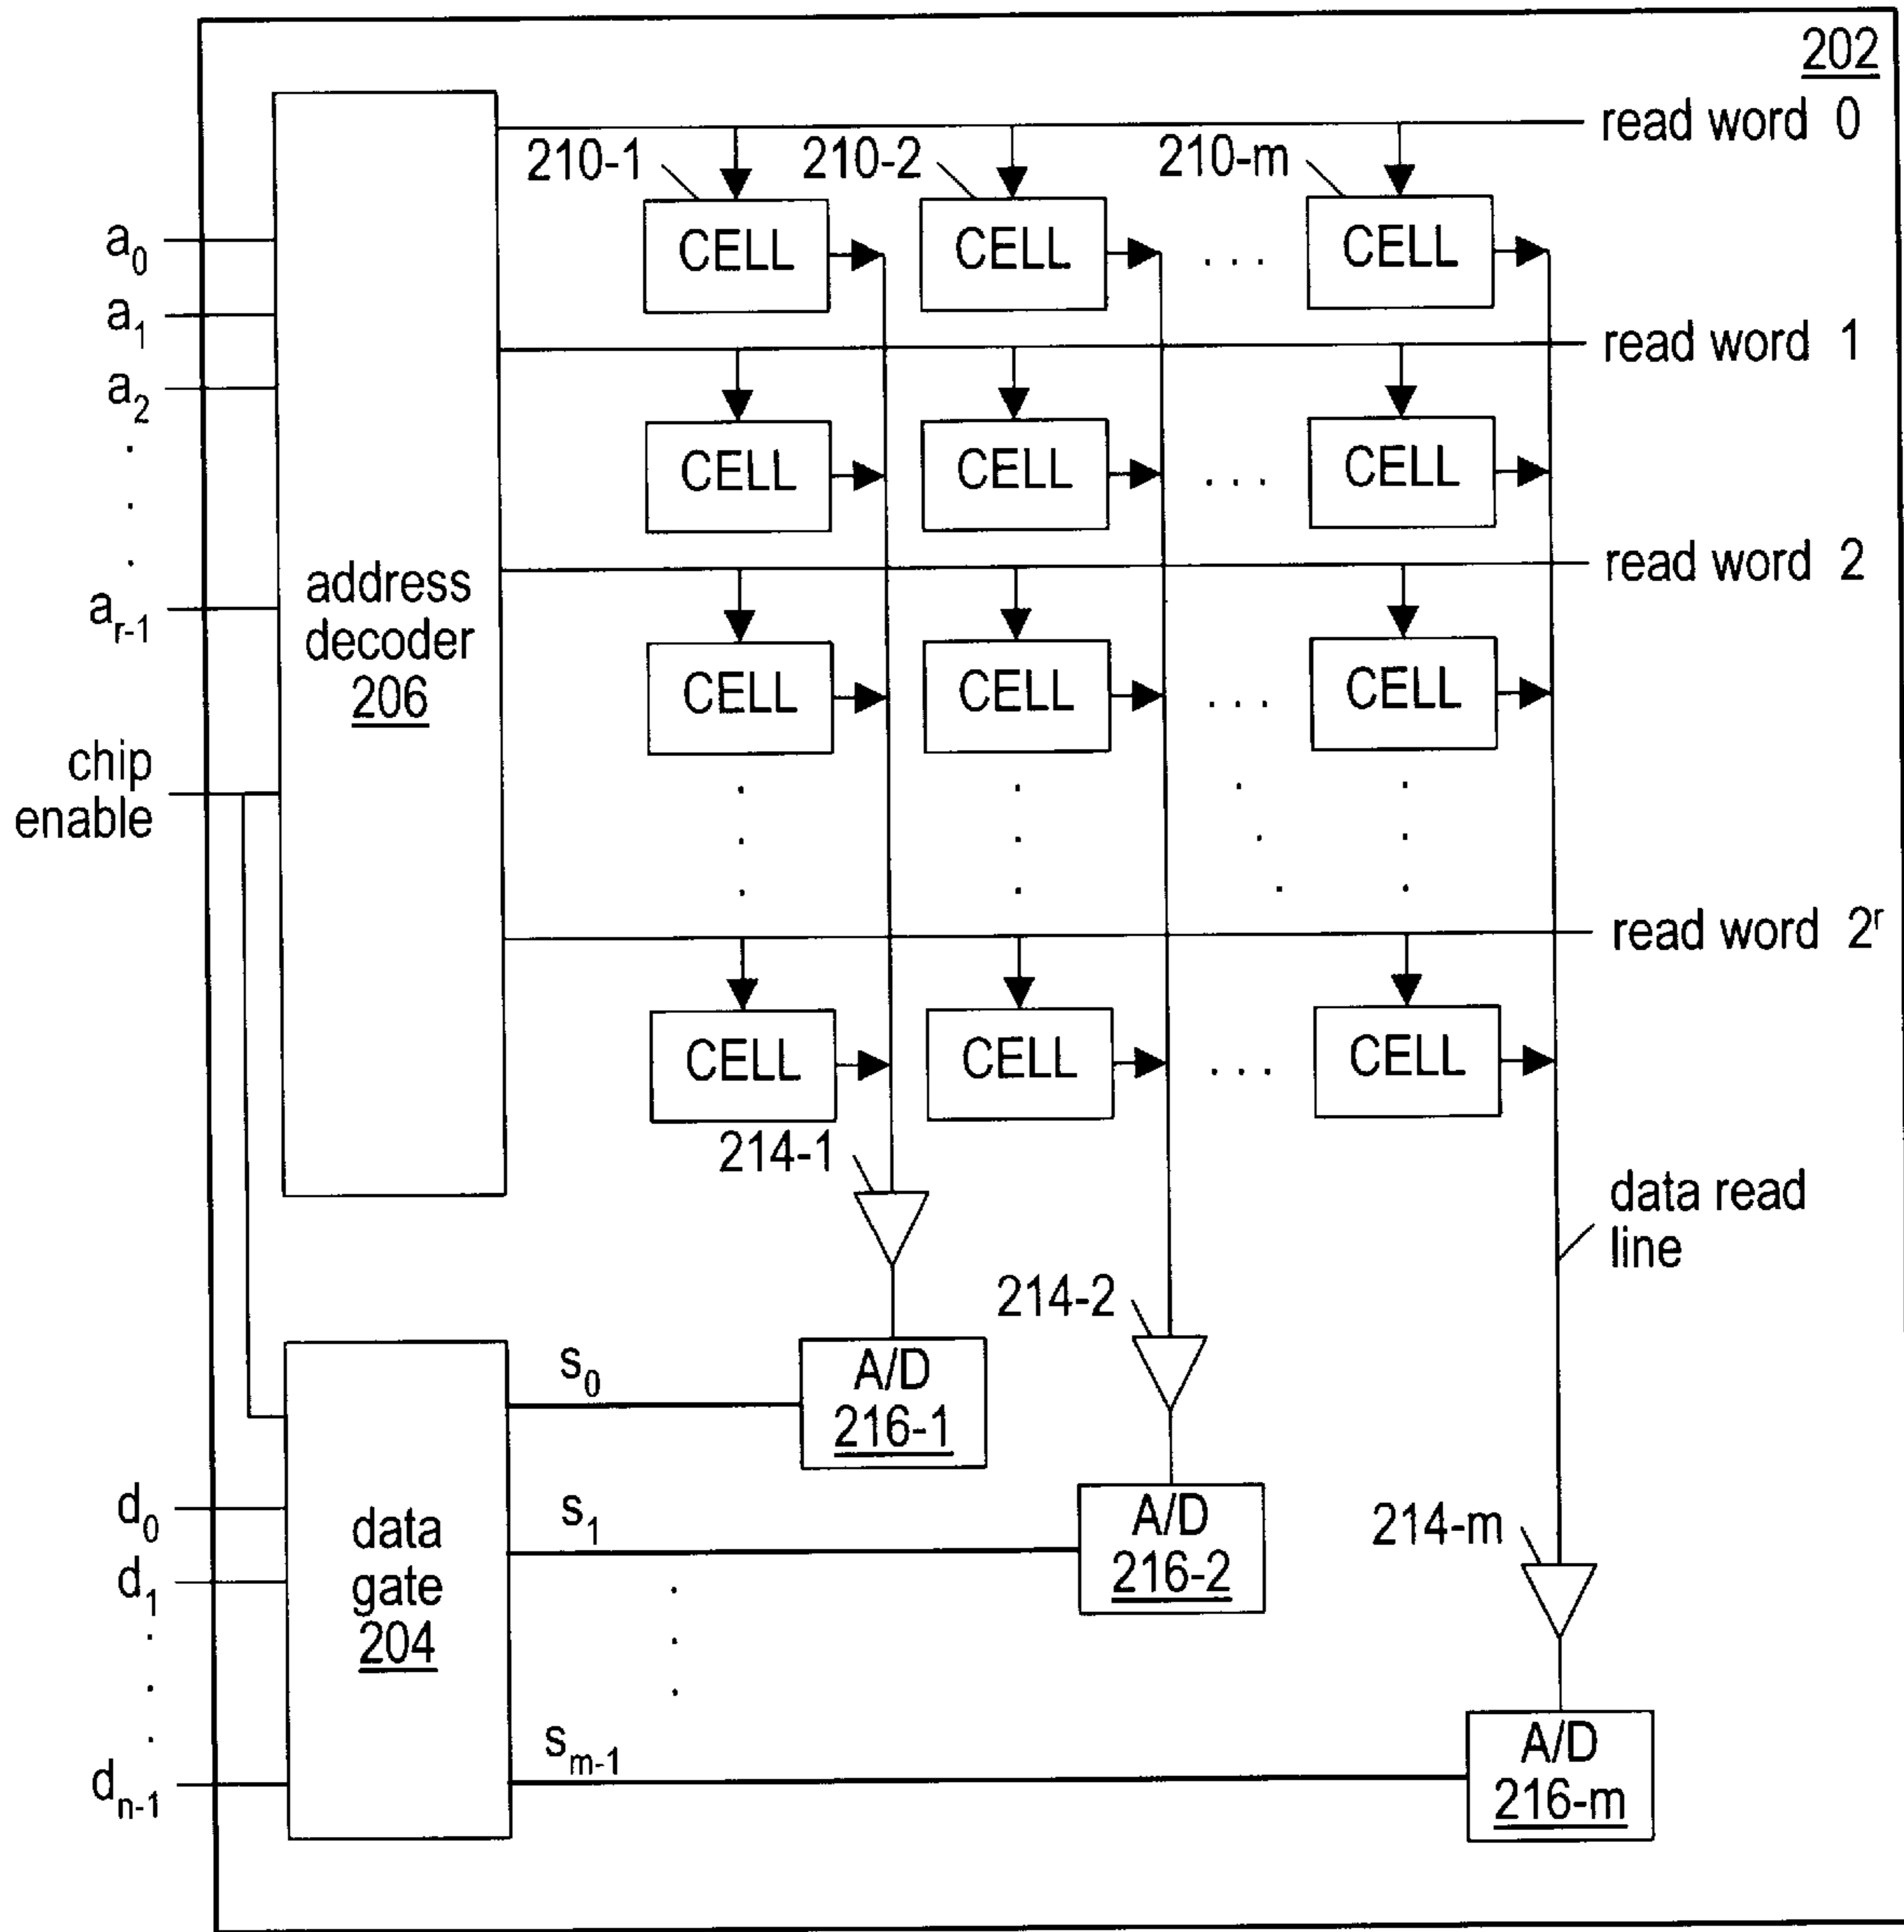 202
read word 0
210-1 210-2 210-m
CELL CELL ... CELL
a0
a1
read word 1
a2
CELL CELL ... CELL
read word 2
ar-1
address
decoder
206
CELL CELL ... CELL
chip
enable
read word 2r
CELL CELL ... CELL
214-1
data read
line
214-2
s0
A/D
216-1
d0
s1
A/D
216-2
214-m
d1
data
gate
204
sm-1
dn-1
A/D
216-m